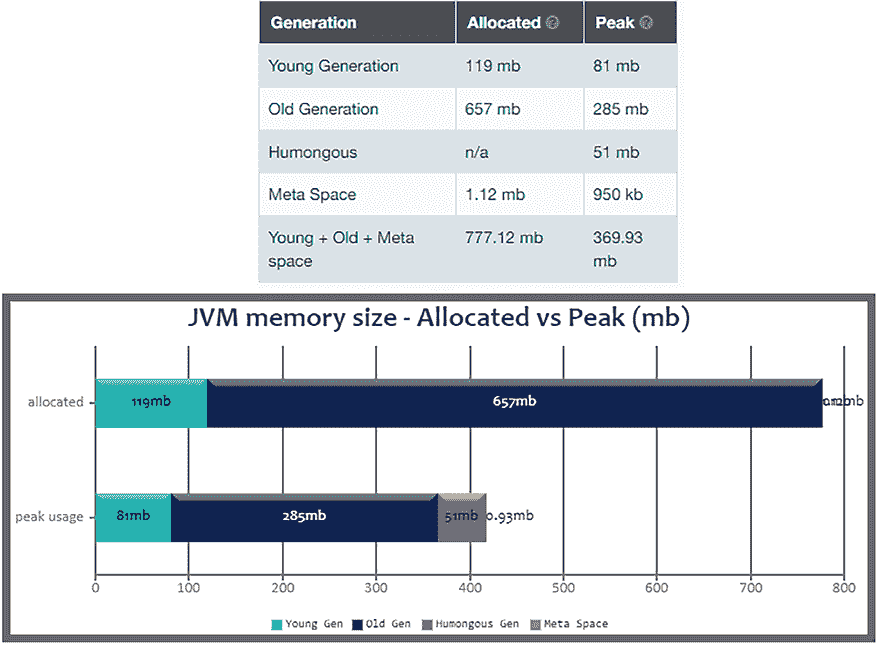 Generation Allocated Peak
Young Generation 119 mb 81 mb
Old Generation 657 mb 285 mb
Humongous n/a 51 mb
Meta Space 1.12 mb 950 kb
Young + Old + Meta 777.12 mb 369.93
space mb
JVM memory size - Allocated vs Peak (mb)
allocated 119mb 657mb
peak usage 81mb 285mb 51mb 0.93mb
0 100 200 300 400 500 600 700 800
Young Gen Old Gen Humongous Gen Meta Space